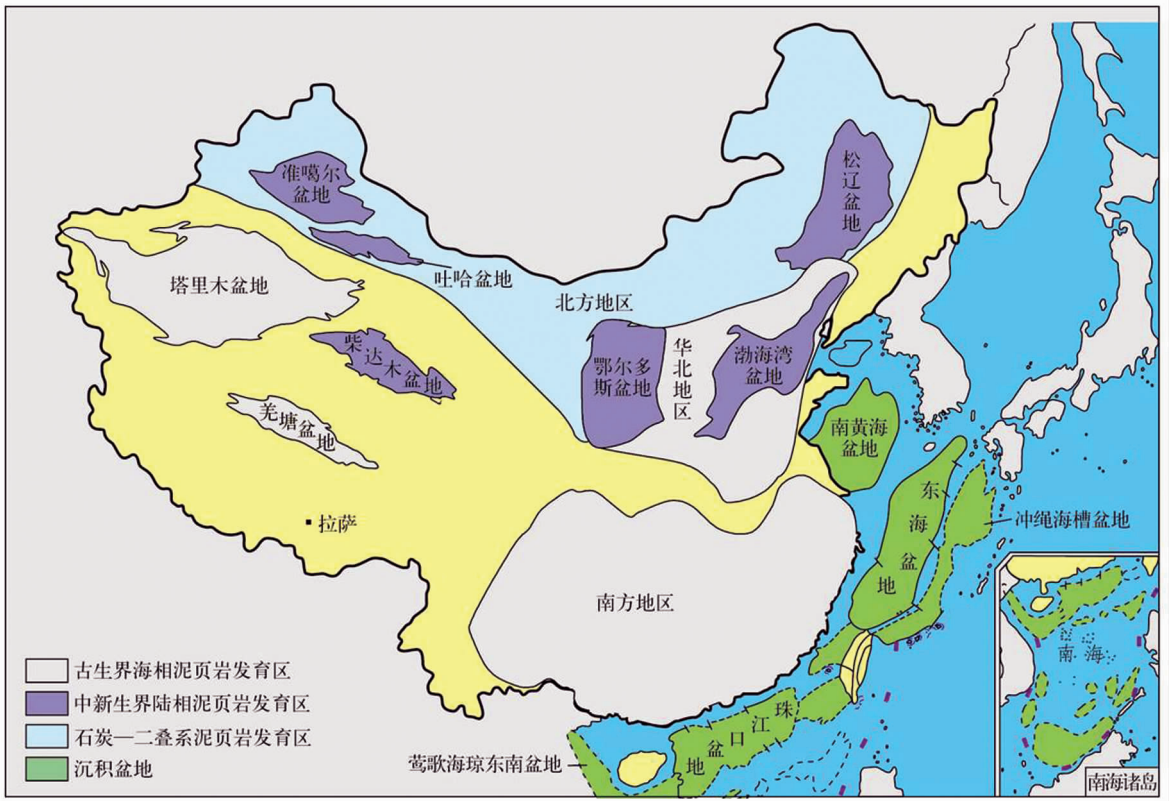 准噶尔
盆地
吐哈盆地
塔里木盆地
柴达木盆地
羌塘盆地
拉萨
北方地区
松辽盆地
鄂尔多
斯盆地
华北地区
渤海湾
盆地
南黄海
盆地
东海盆地
冲绳海槽盆地
南方地区
珠江口盆地
莺歌海琼东南盆地
南海
南海诸岛
古生界海相泥页岩发育区
中新生界陆相泥页岩发育区
石炭—二叠系泥页岩发育区
沉积盆地